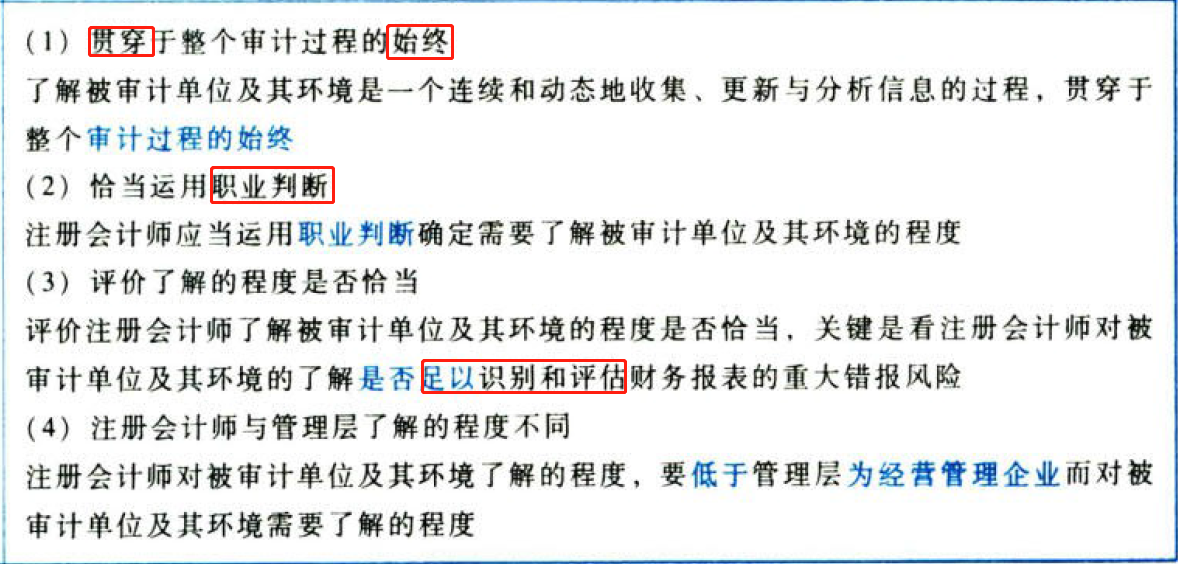 (1) 贯穿于整个审计过程的始终
了解被审计单位及其环境是一个连续和动态地收集、更新与分析信息的过程，贯穿于
整个审计过程的始终
(2) 恰当运用职业判断
注册会计师应当运用职业判断确定需要了解被审计单位及其环境的程度
(3) 评价了解的程度是否恰当
评价注册会计师了解被审计单位及其环境的程度是否恰当，关键是看注册会计师对被
审计单位及其环境的了解是否足以识别和评估财务报表的重大错报风险
(4) 注册会计师与管理层了解的程度不同
注册会计师对被审计单位及其环境了解的程度，要低于管理层为经营管理企业而对被
审计单位及其环境需要了解的程度